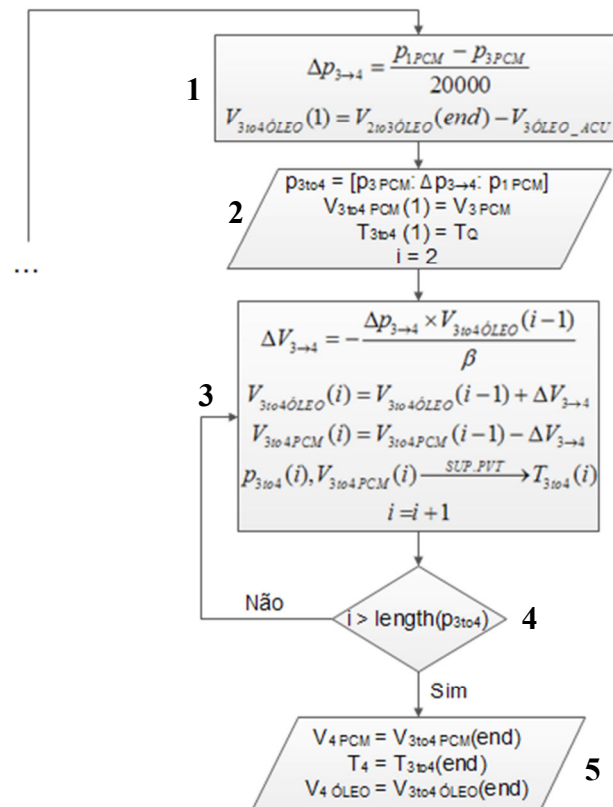 1
Δp₃→₄ = (p₁PCM − p₃PCM) / 20000
V₃to₄ÓLEO(1) = V₂to₃ÓLEO(end) − V₃ÓLEO_ACU
2
p₃to₄ = [p₃ PCM: Δp₃→₄: p₁ PCM]
V₃to₄ PCM (1) = V₃ PCM
T₃to₄ (1) = T_Q
i = 2
...
3
ΔV₃→₄ = − (Δp₃→₄ × V₃to₄ÓLEO(i−1)) / β
V₃to₄ÓLEO(i) = V₃to₄ÓLEO(i−1) + ΔV₃→₄
V₃to₄PCM(i) = V₃to₄PCM(i−1) − ΔV₃→₄
p₃to₄(i), V₃to₄PCM(i) —SUP.PVT→ T₃to₄(i)
i = i + 1
Não
i > length(p₃to₄)
4
Sim
V₄ PCM = V₃to₄ PCM(end)
T₄ = T₃to₄(end)
V₄ ÓLEO = V₃to₄ ÓLEO(end)
5